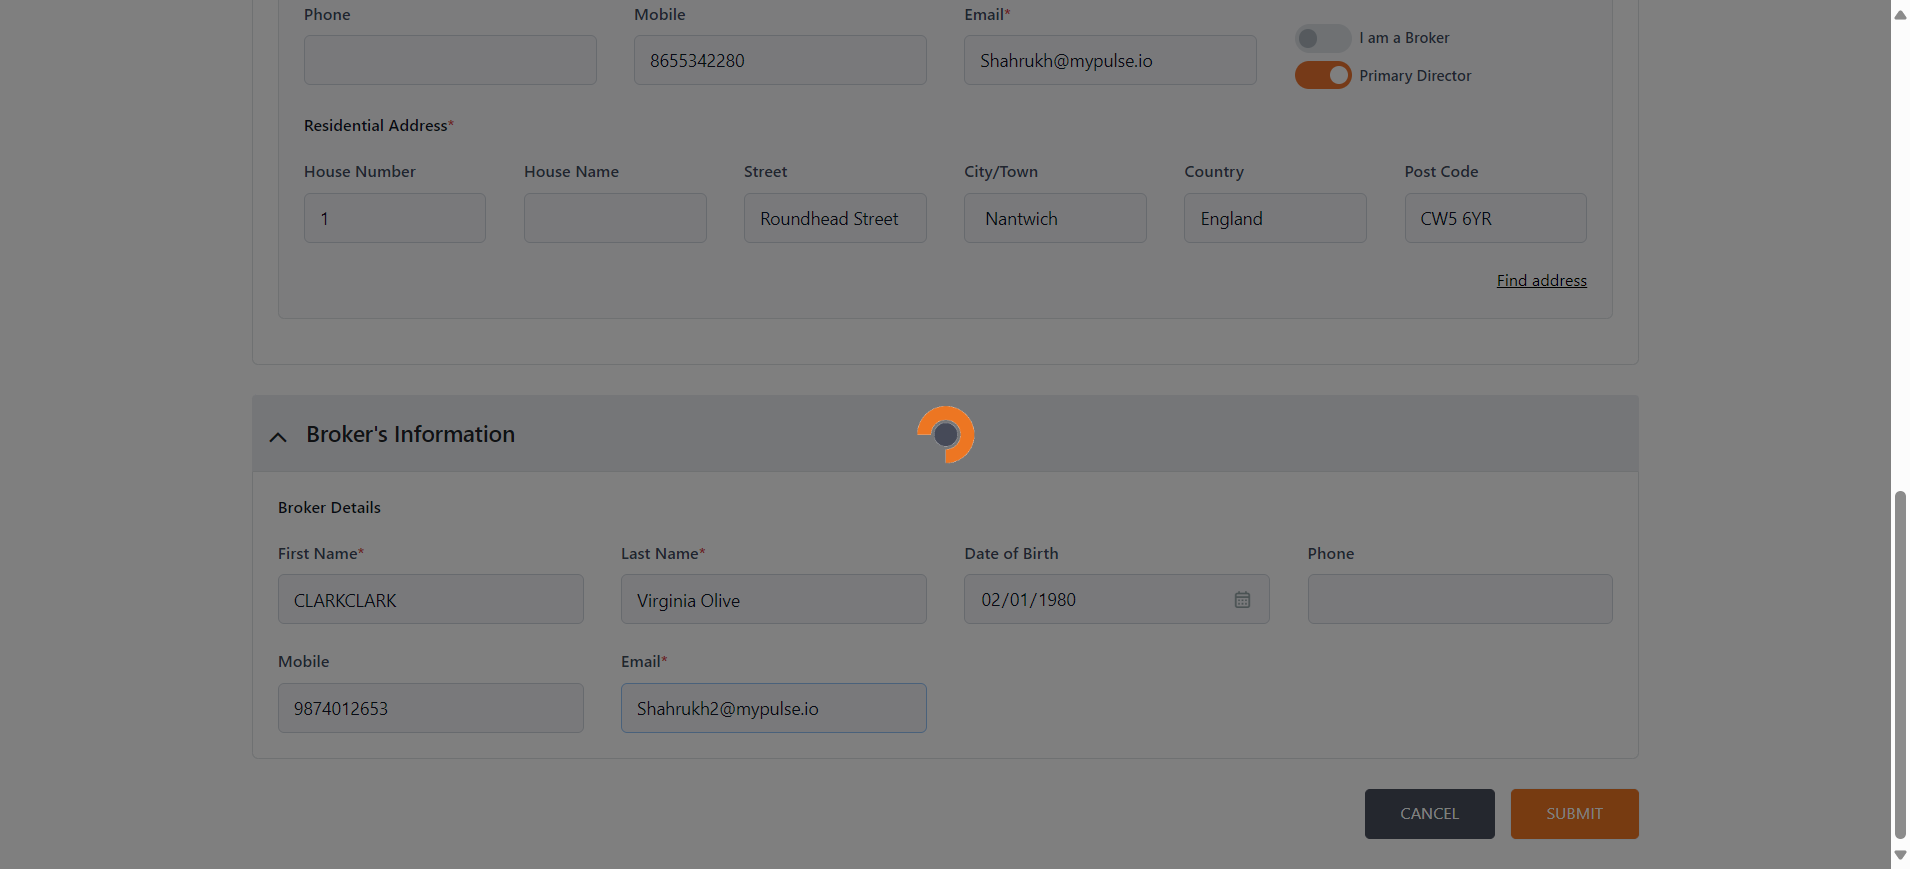 Phone Mobile Email*
I am a Broker
8655342280 Shahrukh@mypulse.io
Primary Director
Residential Address*
House Number House Name Street City/Town Country Post Code
1 Roundhead Street Nantwich England CW5 6YR
Find address
Broker's Information
Broker Details
First Name* Last Name* Date of Birth Phone
CLARKCLARK Virginia Olive 02/01/1980
Mobile Email*
9874012653 Shahrukh2@mypulse.io
CANCEL SUBMIT